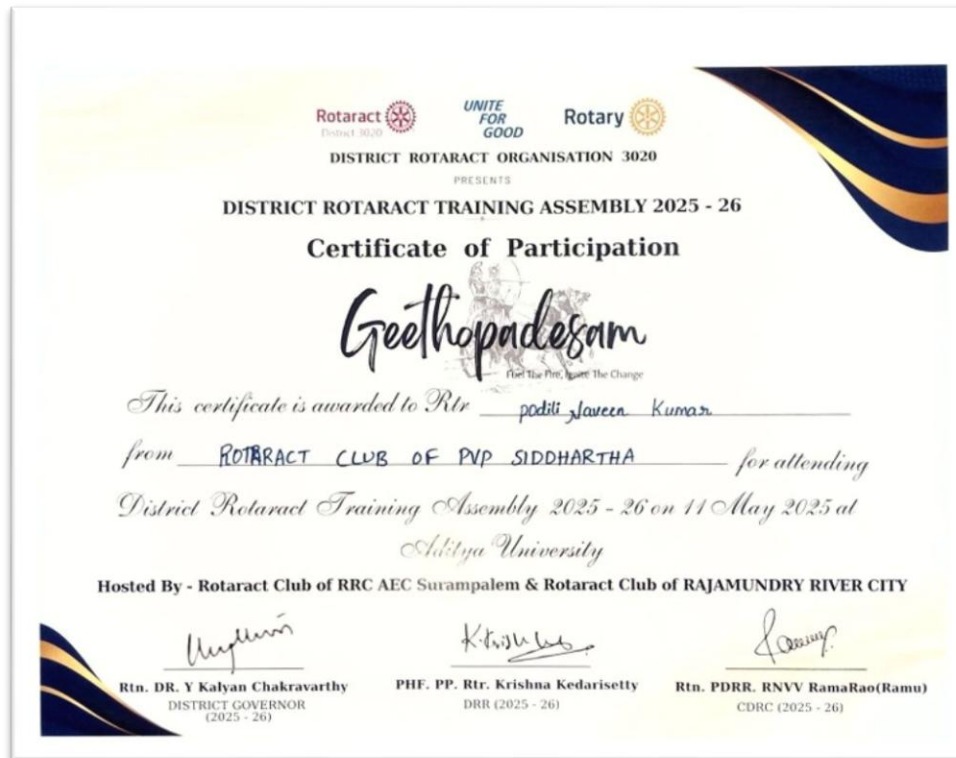 Rotaract
District 3020
UNITE
FOR
GOOD
Rotary
DISTRICT ROTARACT ORGANISATION 3020
PRESENTS
DISTRICT ROTARACT TRAINING ASSEMBLY 2025 - 26
Certificate of Participation
Geethopadesam
Fuel The Fire, Ignite The Change
This certificate is awarded to Rtr podili Naveen Kumar
from ROTARACT CLUB OF PVP SIDDHARTHA for attending
District Rotaract Training Assembly 2025 - 26 on 11 May 2025 at
Aditya University
Hosted By - Rotaract Club of RRC AEC Surampalem & Rotaract Club of RAJAMUNDRY RIVER CITY
Rtn. DR. Y Kalyan Chakravarthy PHF. PP. Rtr. Krishna Kedarisetty Rtn. PDRR. RNVV RamaRao(Ramu)
DISTRICT GOVERNOR DRR (2025 - 26) CDRC (2025 - 26)
(2025 - 26)